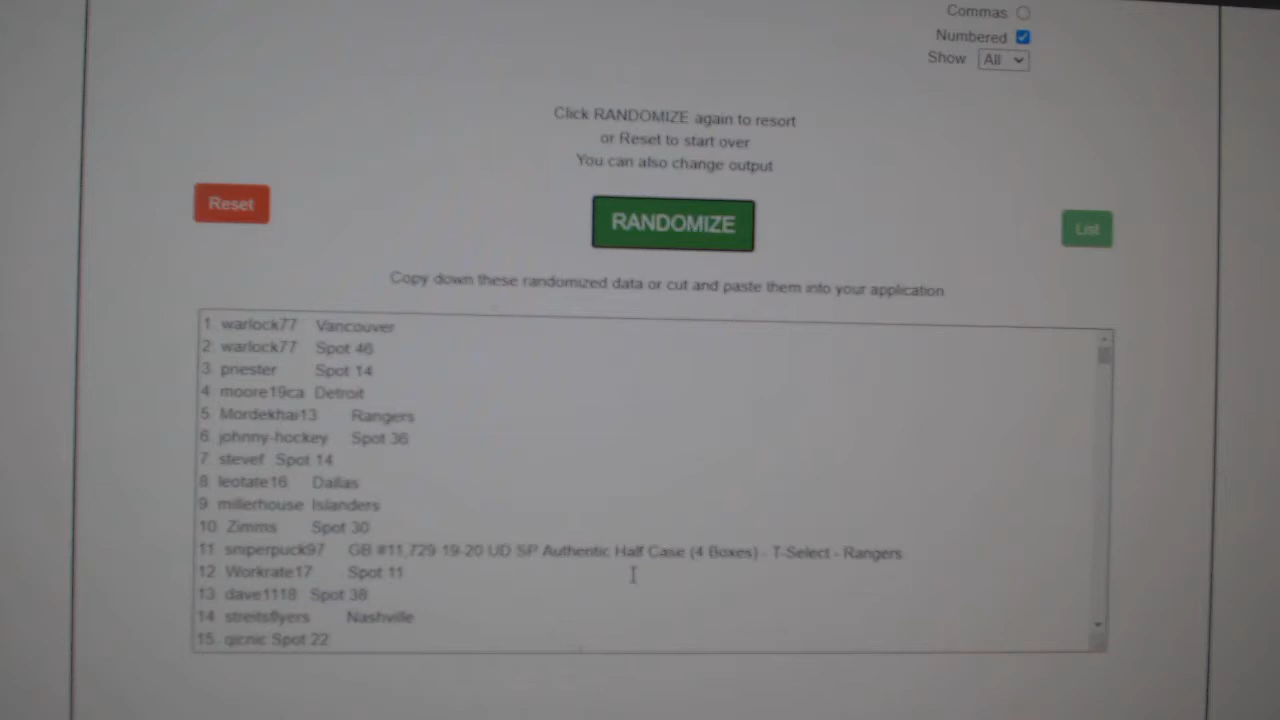 Commas
Numbered
Show All
Click RANDOMIZE again to resort
or Reset to start over
You can also change output
Reset
RANDOMIZE
List
Copy down these randomized data or cut and paste them into your application
1. warlock77 Vancouver
2. warlock77 Spot 46
3. priester Spot 14
4. moore19ca Detroit
5. Mordekhai13 Rangers
6. johnny-hockey Spot 36
7. stevef Spot 14
8. leotate16 Dallas
9. millerhouse Islanders
10. Zimms Spot 30
11. sniperpuck97 GB #11,729 19-20 UD SP Authentic Half Case (4 Boxes) - T-Select - Rangers
12. Workrate17 Spot 11
13. dave1118 Spot 38
14. streitsflyers Nashville
15. qicnic Spot 22